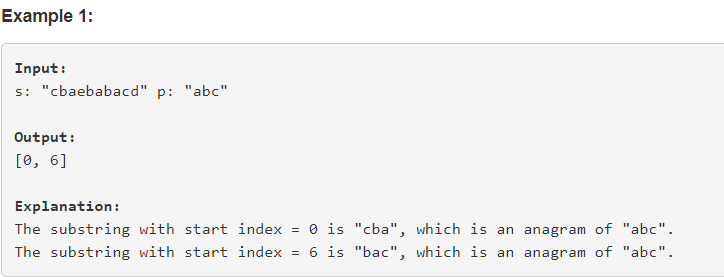 Example 1:
Input:
s: "cbaebabacd" p: "abc"
Output:
[0, 6]
Explanation:
The substring with start index = 0 is "cba", which is an anagram of "abc".
The substring with start index = 6 is "bac", which is an anagram of "abc".